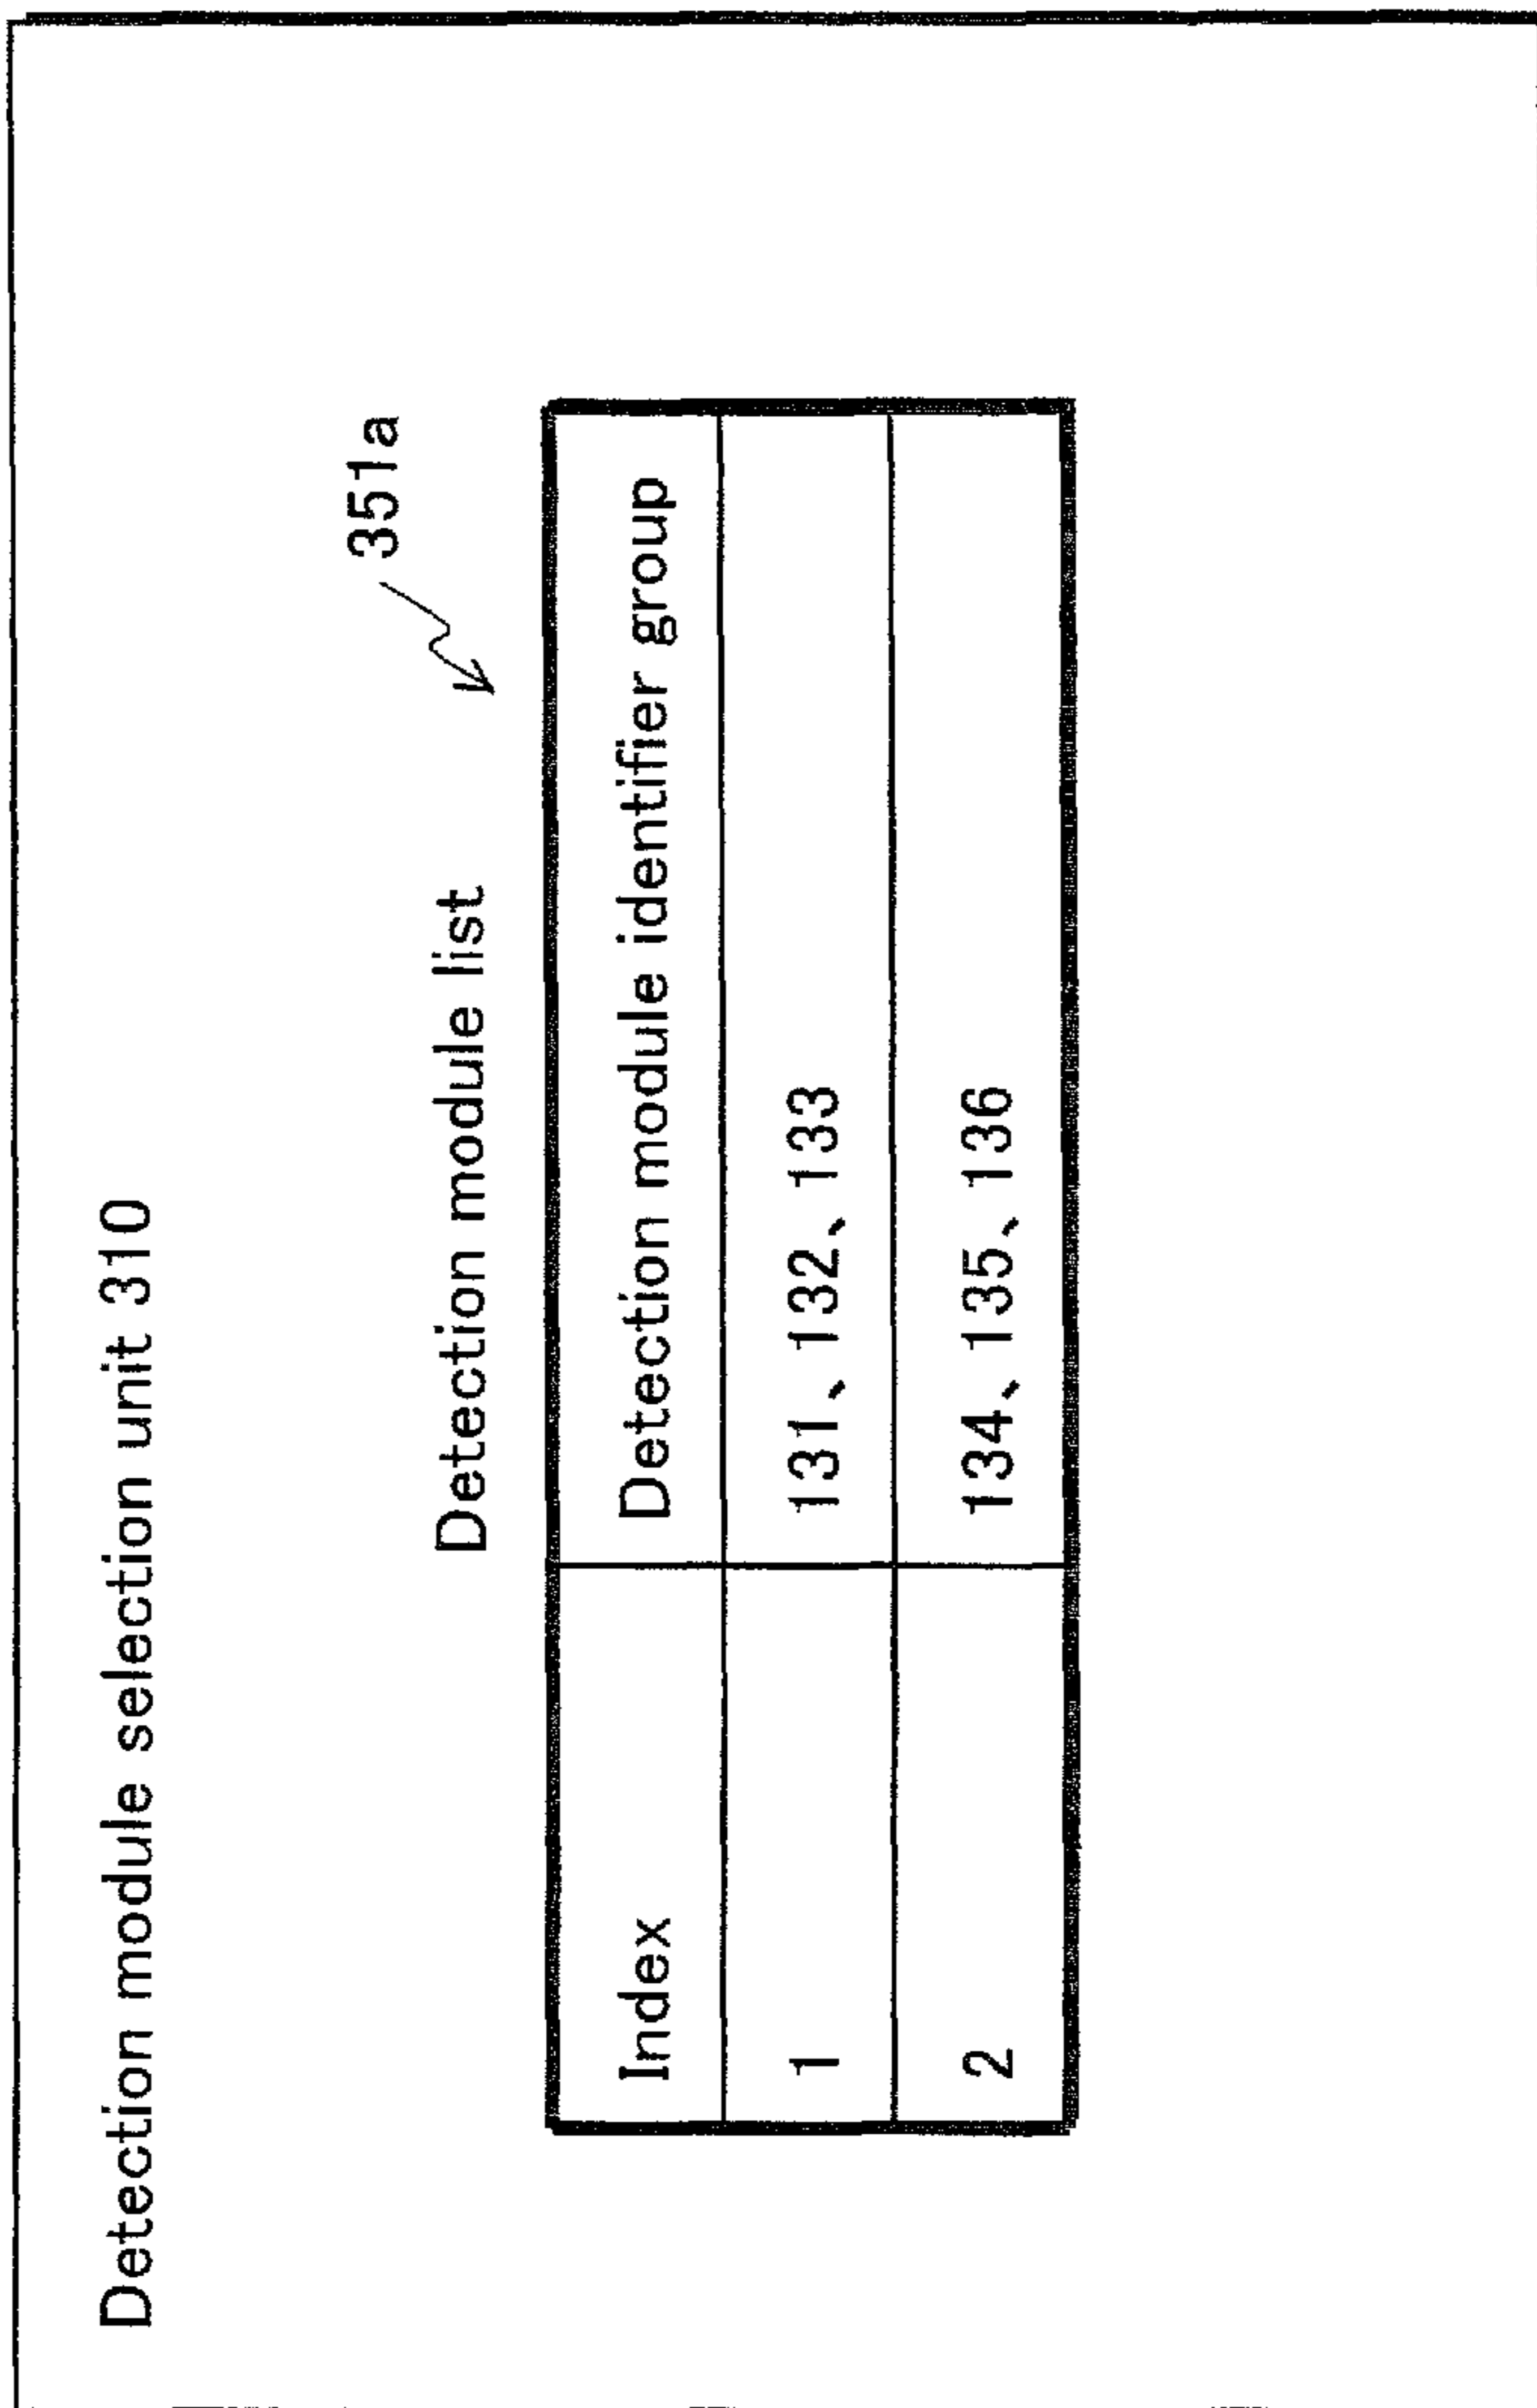 Detection module selection unit 310
351a
Detection module list
Index Detection module identifier group
1 131、132、133
2 134、135、136